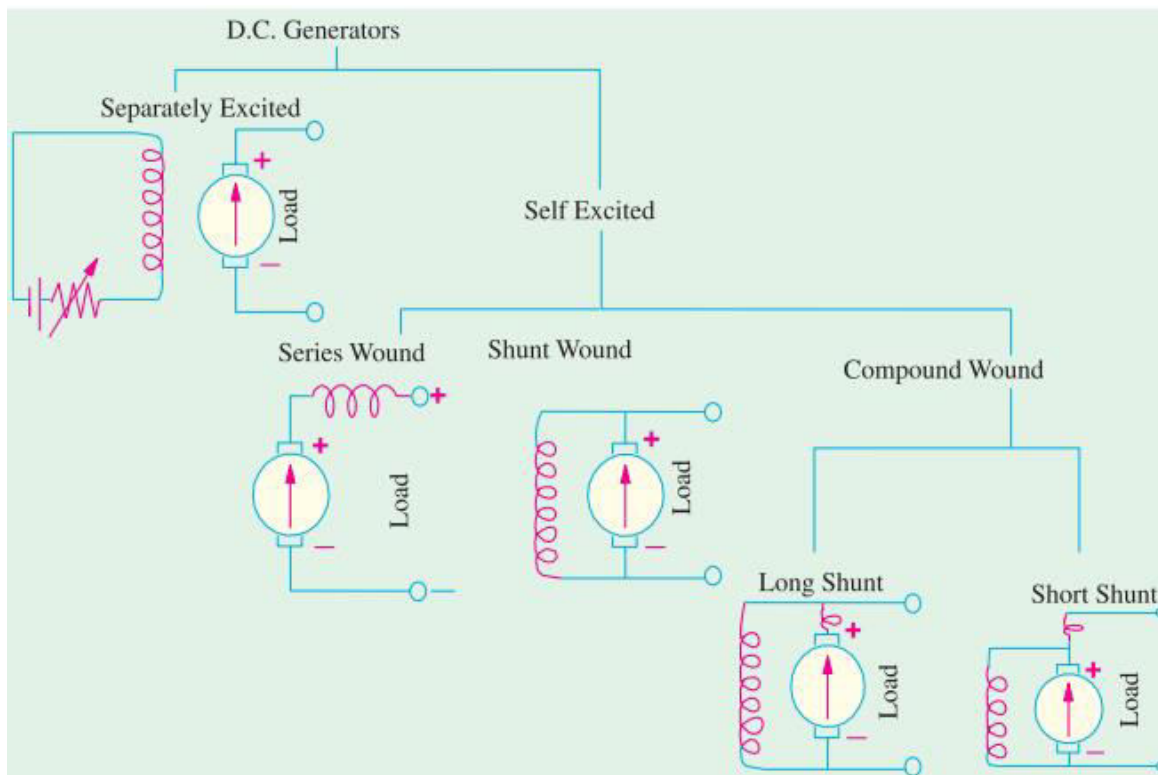 D.C. Generators
Separately Excited
+
Load
−
Self Excited
Series Wound
Shunt Wound
Compound Wound
+
+
Load
−
−
+
Load
−
Long Shunt
+
Load
−
Short Shunt
+
Load
−